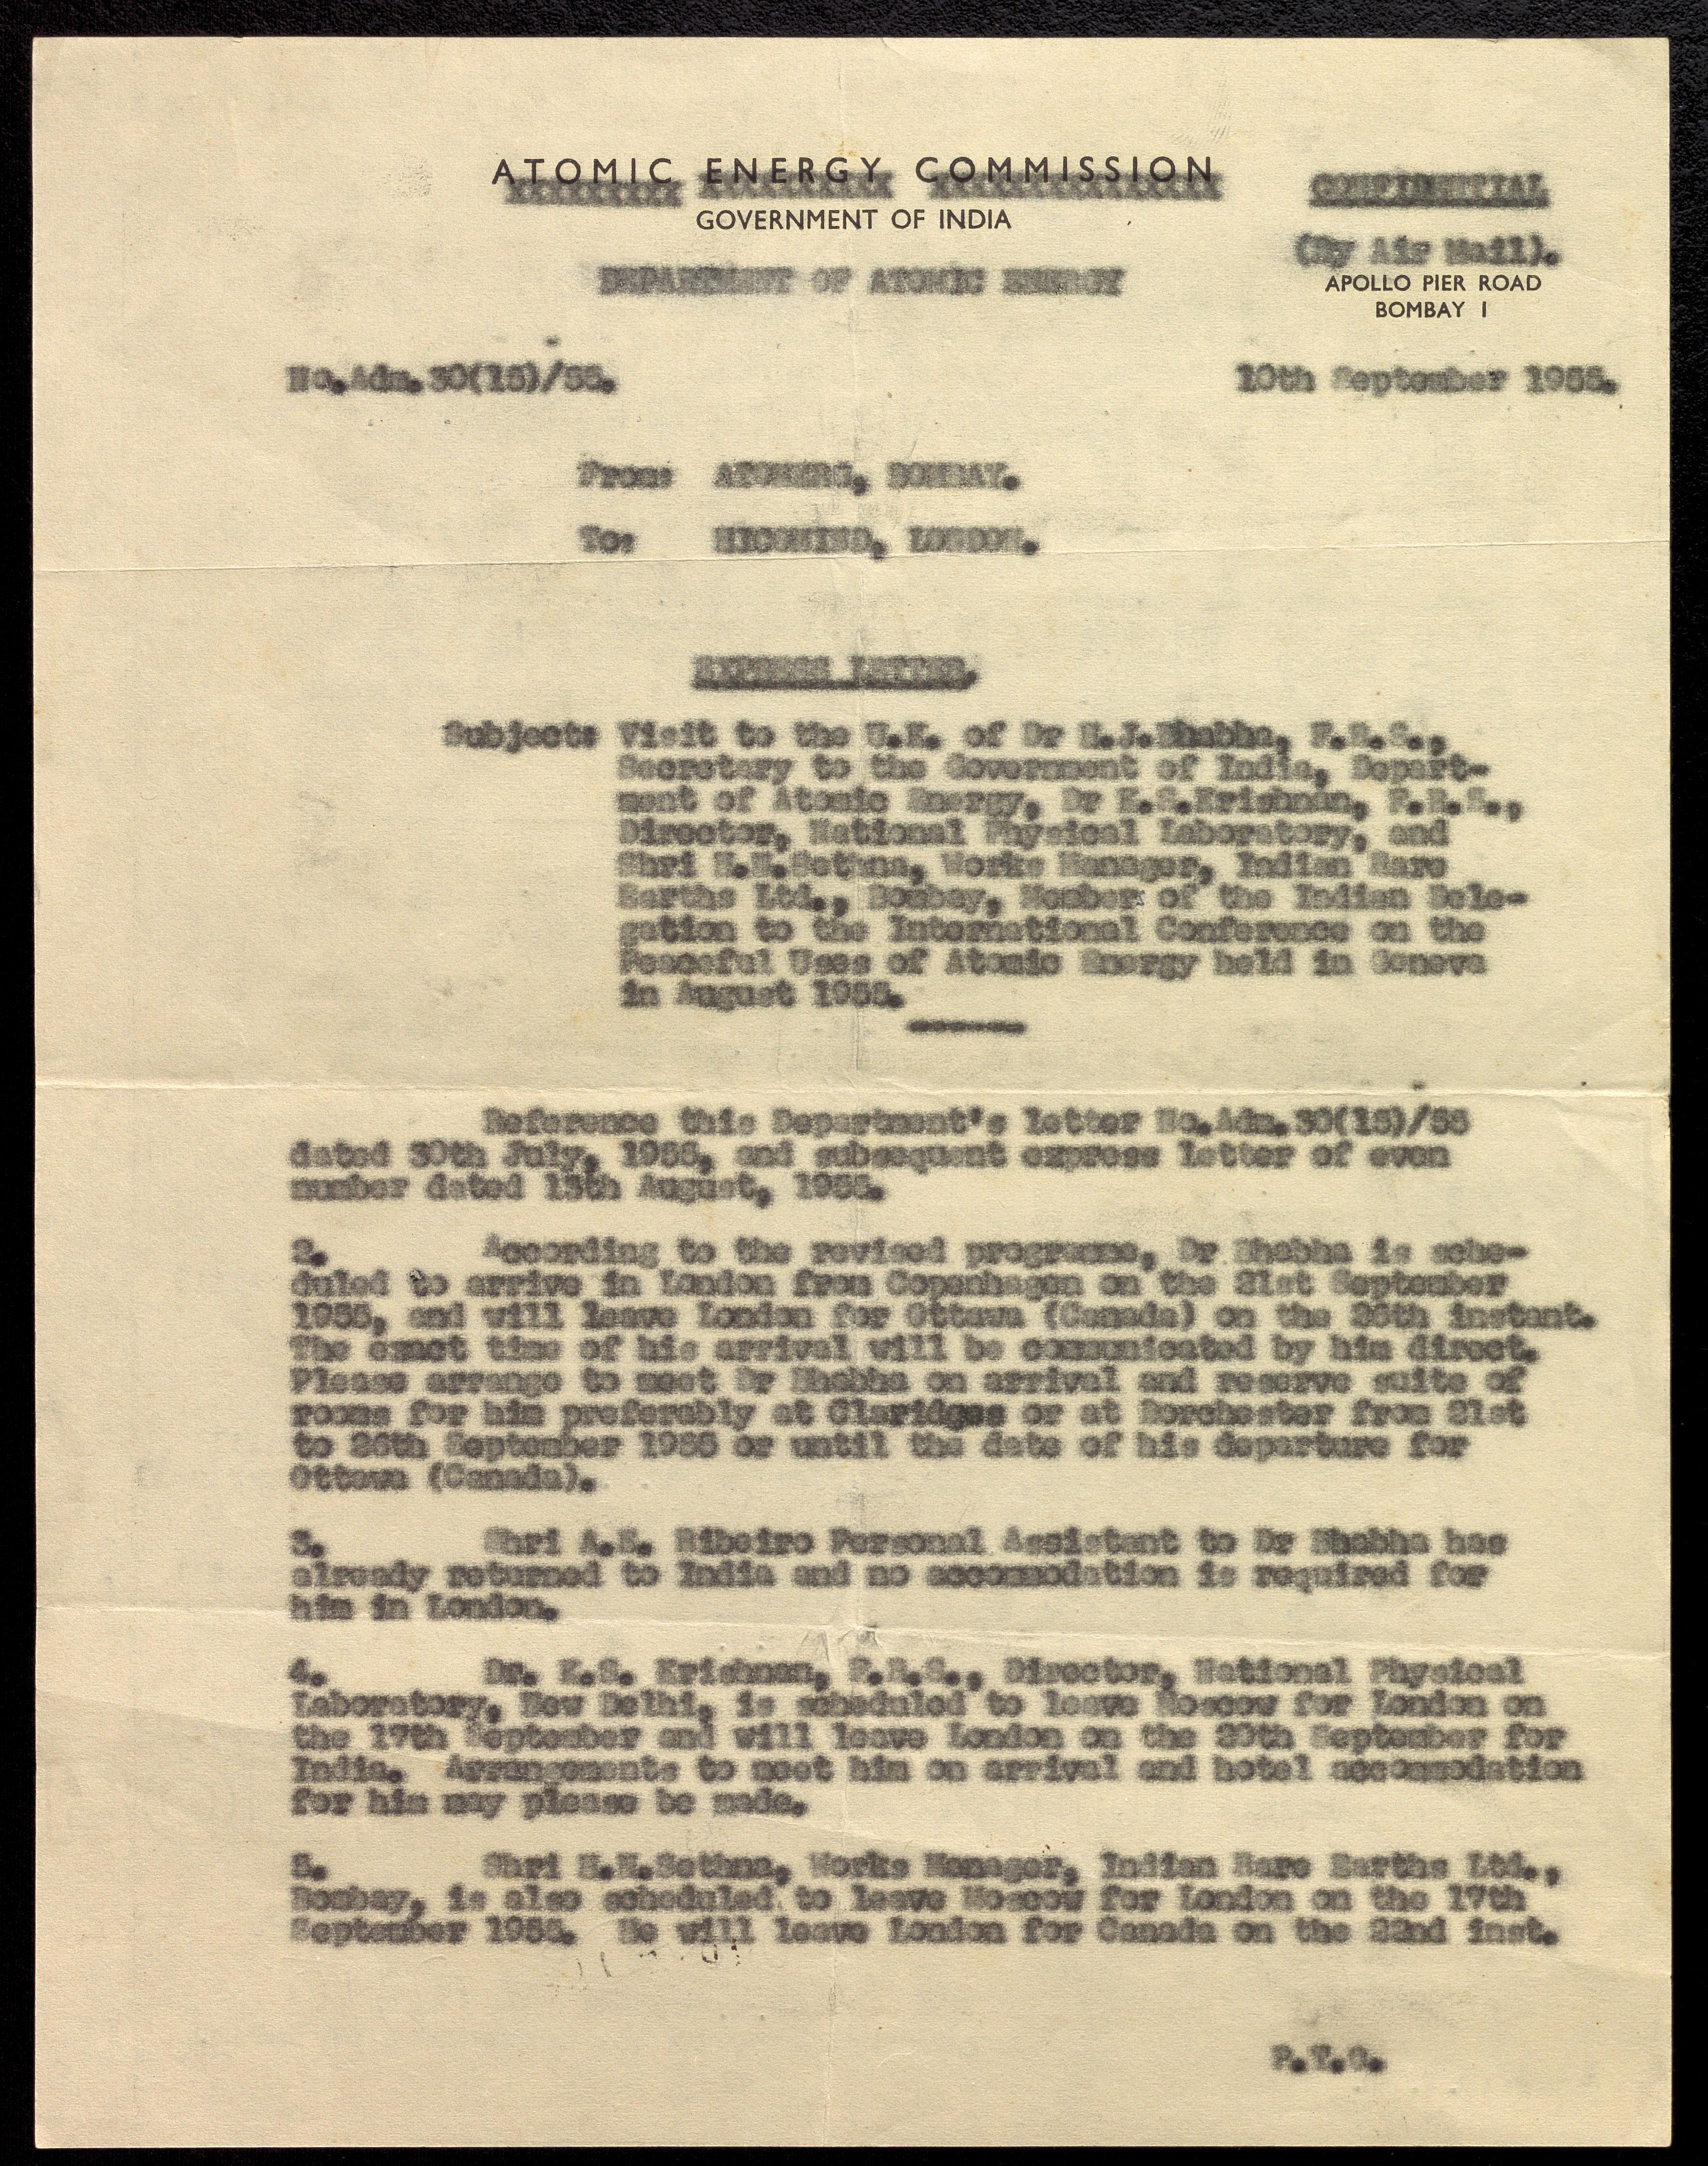 ATOMIC ENERGY COMMISSION
GOVERNMENT OF INDIA
CONFIDENTIAL
(By Air Mail).
DEPARTMENT OF ATOMIC ENERGY
APOLLO PIER ROAD
BOMBAY 1
No.Adm.30(15)/55.
10th September 1955.
From: ATOMERG, BOMBAY.
To: HICOMIND, LONDON.
EXPRESS LETTER.
Subject: Visit to the U.K. of Dr H.J.Bhabha, F.R.S.,
Secretary to the Government of India, Depart-
ment of Atomic Energy, Dr K.S.Krishnan, F.R.S.,
Director, National Physical Laboratory, and
Shri H.N.Sethna, Works Manager, Indian Rare
Earths Ltd., Bombay, Members of the Indian Dele-
gation to the International Conference on the
Peaceful Uses of Atomic Energy held in Geneva
in August 1955.
Reference this Department's letter No.Adm.30(15)/55
dated 30th July, 1955, and subsequent express letter of even
number dated 13th August, 1955.
2. According to the revised programme, Dr Bhabha is sche-
duled to arrive in London from Copenhagen on the 21st September
1955, and will leave London for Ottawa (Canada) on the 26th instant.
The exact time of his arrival will be communicated by him direct.
Please arrange to meet Dr Bhabha on arrival and reserve suite of
rooms for him preferably at Claridges or at Dorchester from 21st
to 26th September 1955 or until the date of his departure for
Ottawa (Canada).
3. Shri Ribeiro Personal Assistant to Dr Bhabha has
already returned to India and no accommodation is required for
him in London.
4. Dr. K.S. Krishnan, F.R.S., Director, National Physical
Laboratory, New Delhi, is scheduled to leave Moscow for London on
the 17th September and will leave London on the September for
India. Arrangements to meet him on arrival and hotel accommodation
for him may please be made.
5. Shri H.N.Sethna, Works Manager, Indian Rare Earths Ltd.,
Bombay, is also scheduled to leave Moscow for London on the 17th
September 1955. He will leave London for Canada on the 22nd inst.
P.T.O.